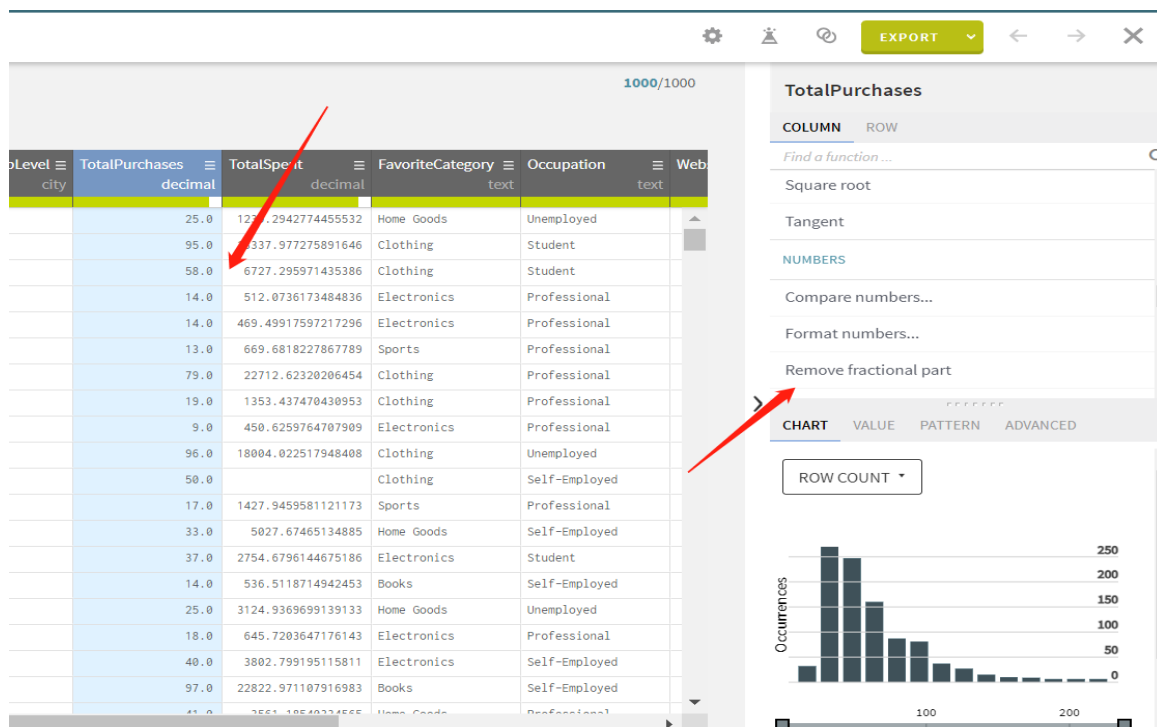 EXPORT
1000/1000
TotalPurchases
COLUMN ROW
Find a function ...
Square root
Tangent
NUMBERS
Compare numbers...
Format numbers...
Remove fractional part
CHART VALUE PATTERN ADVANCED
ROW COUNT
Occurrences
250
200
150
100
50
0
100 200
pLevel TotalPurchases TotalSpent FavoriteCategory Occupation Web
city decimal decimal text text
25.0 Home Goods Unemployed
95.0 Clothing Student
58.0 6727.295971435386 Clothing Student
14.0 512.0736173484836 Electronics Professional
14.0 469.49917597217296 Electronics Professional
13.0 669.6818227867789 Sports Professional
79.0 22712.62320206454 Clothing Professional
19.0 1353.437470430953 Clothing Professional
9.0 450.6259764707909 Electronics Professional
96.0 18004.022517948408 Clothing Unemployed
50.0 Clothing Self-Employed
17.0 1427.9459581121173 Sports Professional
33.0 5027.67465134885 Home Goods Self-Employed
37.0 2754.6796144675186 Electronics Student
14.0 536.5118714942453 Books Self-Employed
25.0 3124.9369699139133 Home Goods Unemployed
18.0 645.7203647176143 Electronics Professional
40.0 3802.799195115811 Electronics Self-Employed
97.0 22822.971107916983 Books Self-Employed